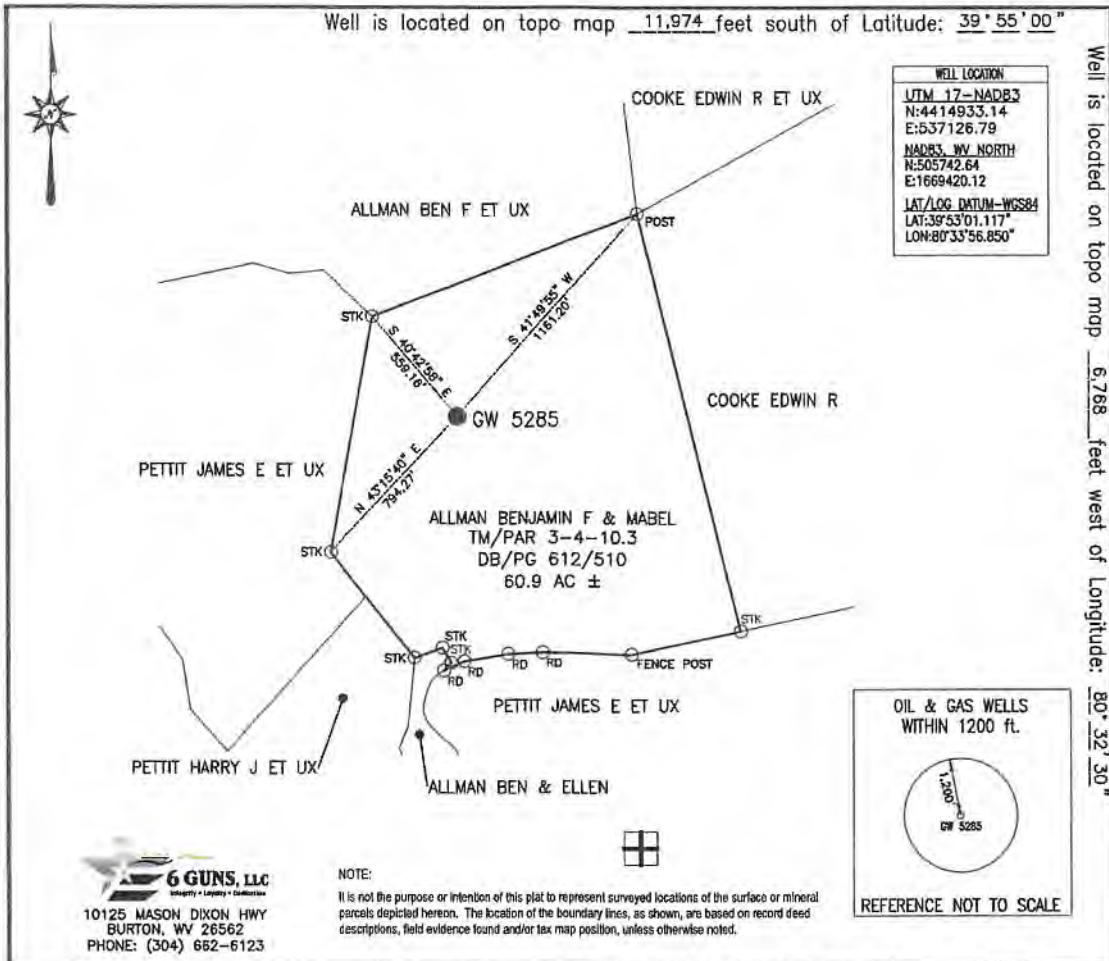 Well is located on topo map 11,974 feet south of Latitude: 39° 55' 00"
Well is located on topo map 6,768 feet west of Longitude: 80° 32' 30"
N
WELL LOCATION
UTM 17-NAD83
N:4414933.14
E:537126.79
NAD83, WV NORTH
N:505742.64
E:1669420.12
LAT/LOG DATUM-WGS84
LAT:39°53'01.117"
LON:80°33'56.850"
COOKE EDWIN R ET UX
ALLMAN BEN F ET UX
POST
STK
S 41°49'55" W
1161.20'
S 40°42'58" E
559.16'
GW 5285
COOKE EDWIN R
PETTIT JAMES E ET UX
N 43°15'40" E
794.27'
ALLMAN BENJAMIN F & MABEL
TM/PAR 3-4-10.3
DB/PG 612/510
60.9 AC ±
STK
STK
STK
STK
STK
RD
RD
RD
RD
FENCE POST
PETTIT JAMES E ET UX
PETTIT HARRY J ET UX
ALLMAN BEN & ELLEN
OIL & GAS WELLS
WITHIN 1200 ft.
1,200'
GW 5285
REFERENCE NOT TO SCALE
6 GUNS, LLC
Integrity • Loyalty • Dedication
10125 MASON DIXON HWY
BURTON, WV 26562
PHONE: (304) 662-6123
NOTE:
It is not the purpose or intention of this plat to represent surveyed locations of the surface or mineral
parcels depicted hereon. The location of the boundary lines, as shown, are based on record deed
descriptions, field evidence found and/or tax map position, unless otherwise noted.